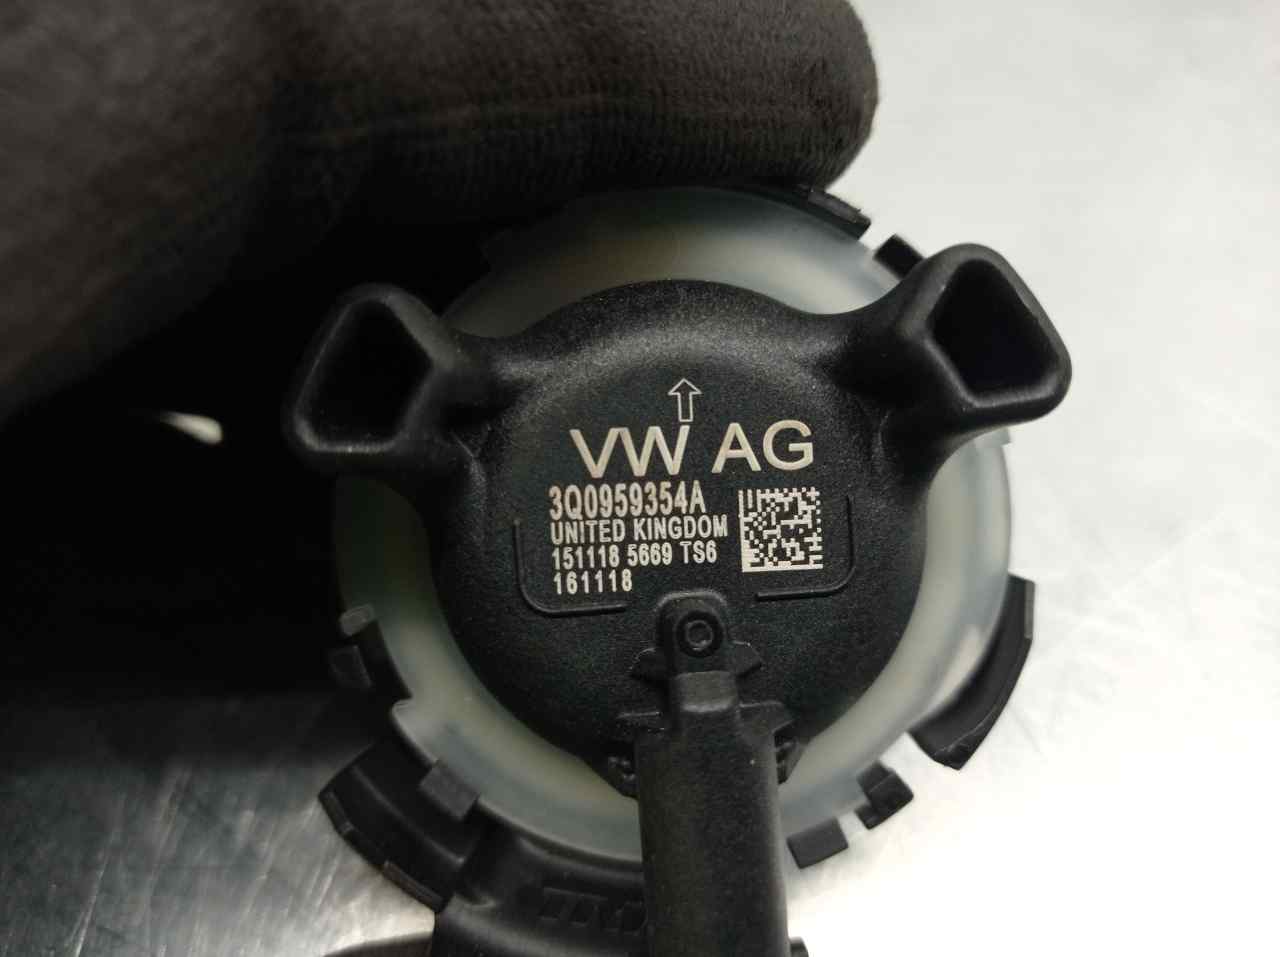 VW AG
3Q0959354A
UNITED KINGDOM
151118 5669 TS6
161118